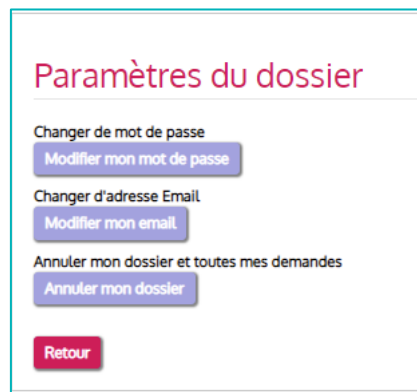 Paramètres du dossier
Changer de mot de passe
Modifier mon mot de passe
Changer d'adresse Email
Modifier mon email
Annuler mon dossier et toutes mes demandes
Annuler mon dossier
Retour